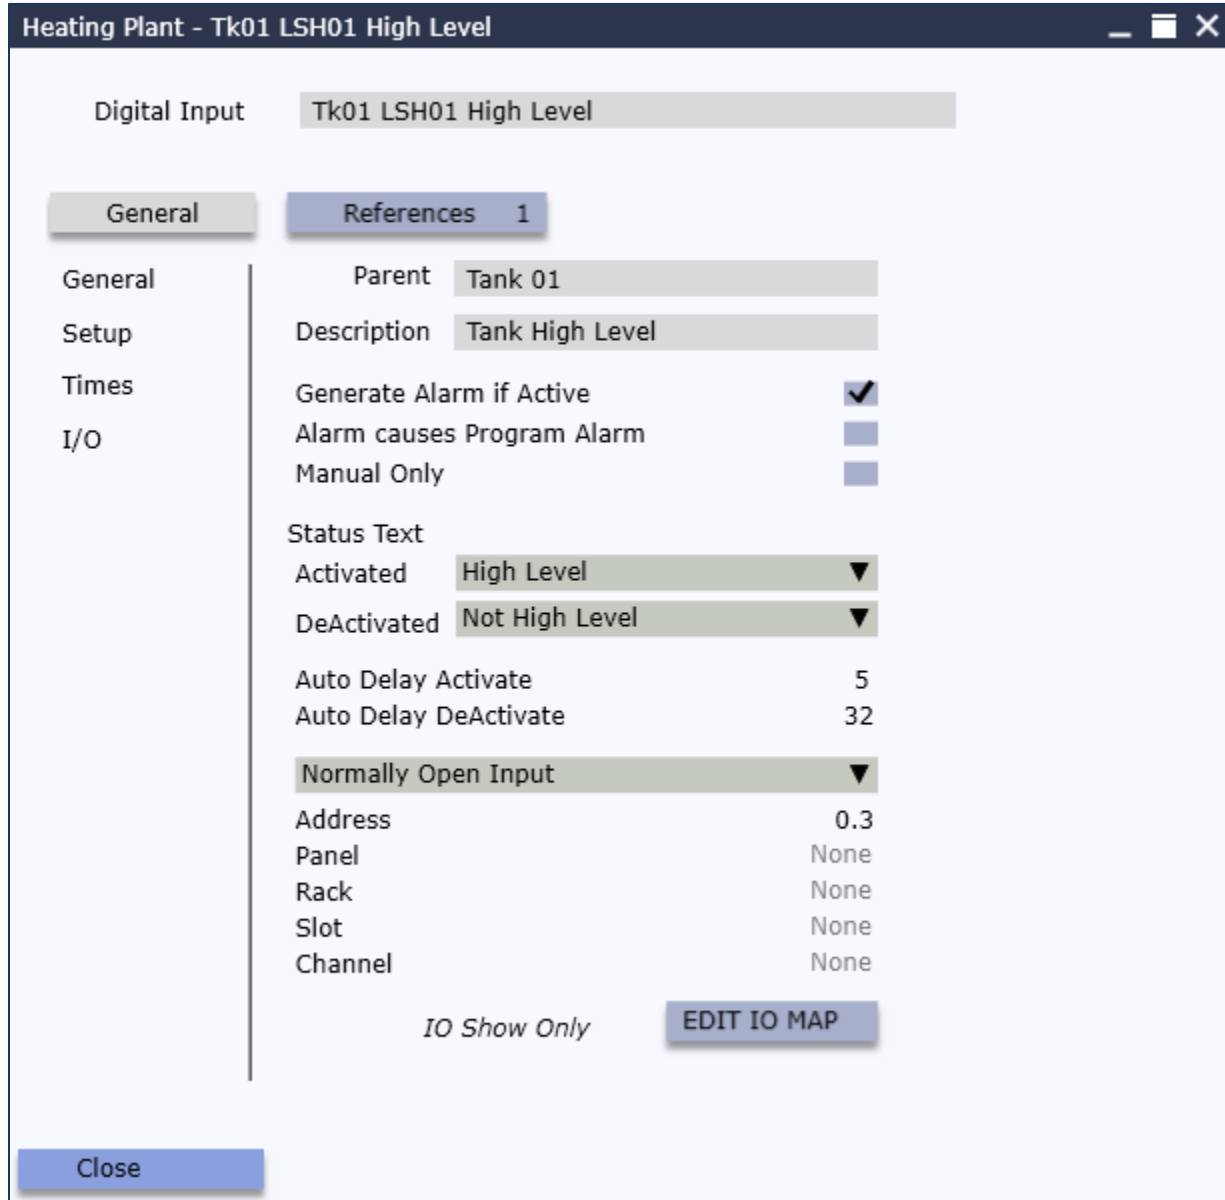 Heating Plant - Tk01 LSH01 High Level
Digital Input Tk01 LSH01 High Level
General References 1
General
Setup
Times
I/O
Parent Tank 01
Description Tank High Level
Generate Alarm if Active
Alarm causes Program Alarm
Manual Only
Status Text
Activated High Level
DeActivated Not High Level
Auto Delay Activate 5
Auto Delay DeActivate 32
Normally Open Input
Address 0.3
Panel None
Rack None
Slot None
Channel None
IO Show Only EDIT IO MAP
Close